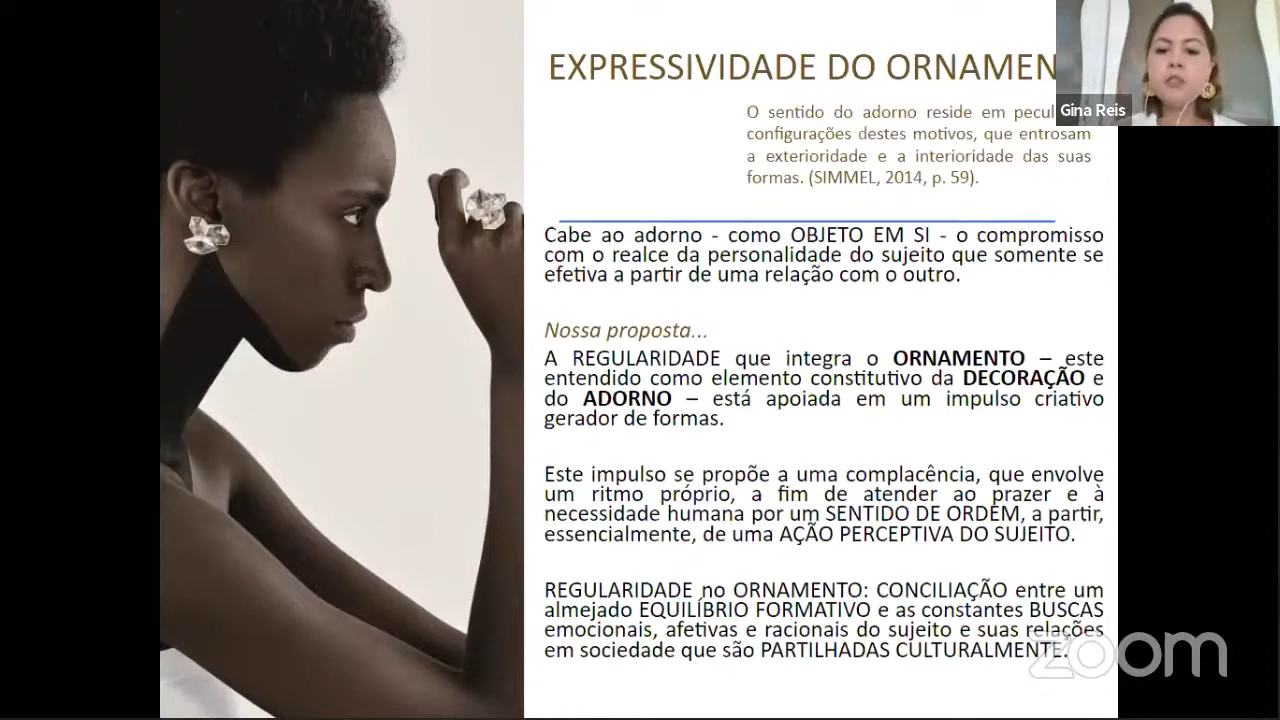 EXPRESSIVIDADE DO ORNAMEN
O sentido do adorno reside em pecul
configurações destes motivos, que entrosam
a exterioridade e a interioridade das suas
formas. (SIMMEL, 2014, p. 59).
Gina Reis
Cabe ao adorno - como OBJETO EM SI - o compromisso
com o realce da personalidade do sujeito que somente se
efetiva a partir de uma relação com o outro.
Nossa proposta...
A REGULARIDADE que integra o ORNAMENTO – este
entendido como elemento constitutivo da DECORAÇÃO e
do ADORNO – está apoiada em um impulso criativo
gerador de formas.
Este impulso se propõe a uma complacência, que envolve
um ritmo próprio, a fim de atender ao prazer e à
necessidade humana por um SENTIDO DE ORDEM, a partir,
essencialmente, de uma AÇÃO PERCEPTIVA DO SUJEITO.
REGULARIDADE no ORNAMENTO: CONCILIAÇÃO entre um
almejado EQUILÍBRIO FORMATIVO e as constantes BUSCAS
emocionais, afetivas e racionais do sujeito e suas relações
em sociedade que são PARTILHADAS CULTURALMENTE.
zoom